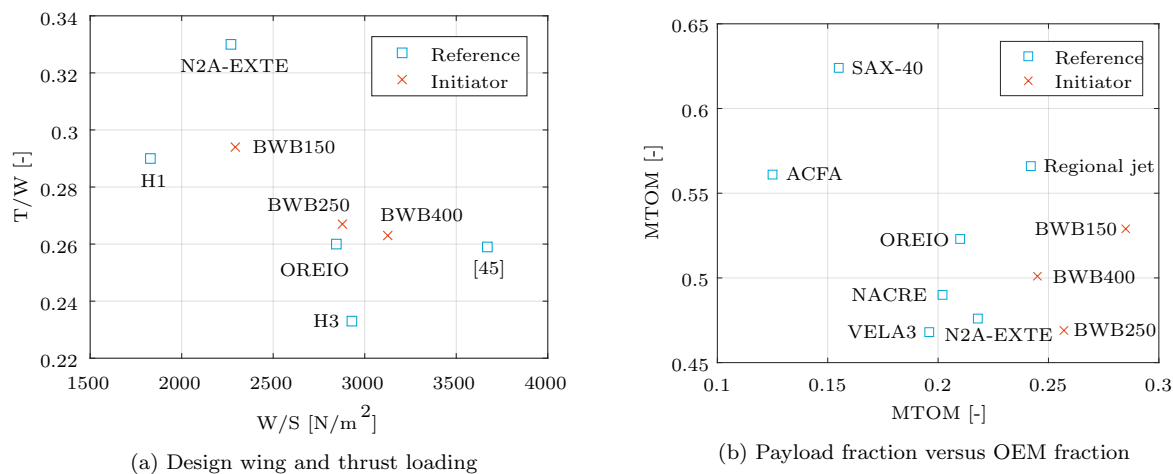 0.34
0.32
0.3
0.28
0.26
0.24
0.22
T/W [-]
1500
2000
2500
3000
3500
4000
W/S [N/m2]
Reference
Initiator
N2A-EXTE
BWB150
H1
BWB250
BWB400
OREIO
[45]
H3
(a) Design wing and thrust loading
0.65
0.6
0.55
0.5
0.45
MTOM [-]
0.1
0.15
0.2
0.25
0.3
MTOM [-]
Reference
Initiator
SAX-40
ACFA
Regional jet
OREIO
BWB150
BWB400
NACRE
VELA3
N2A-EXTE
BWB250
(b) Payload fraction versus OEM fraction